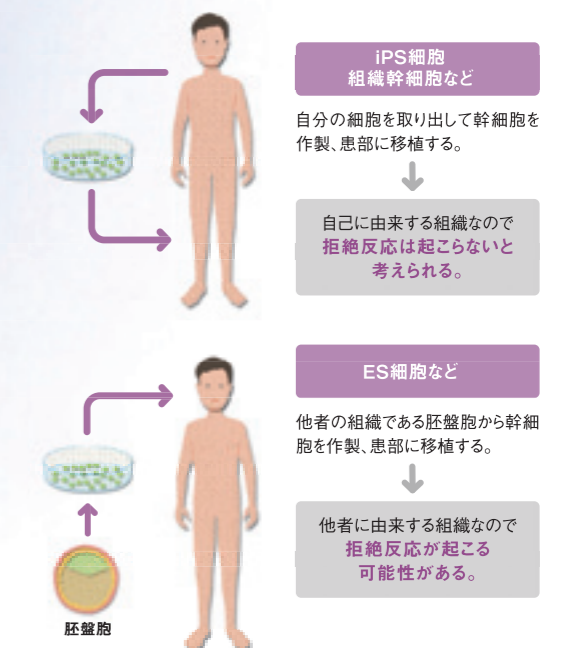 iPS細胞
組織幹細胞など
自分の細胞を取り出して幹細胞を
作製、患部に移植する。
自己に由来する組織なので
拒絶反応は起こらないと
考えられる。
ES細胞など
他者の組織である胚盤胞から幹細
胞を作製、患部に移植する。
他者に由来する組織なので
拒絶反応が起こる
可能性がある。
胚盤胞